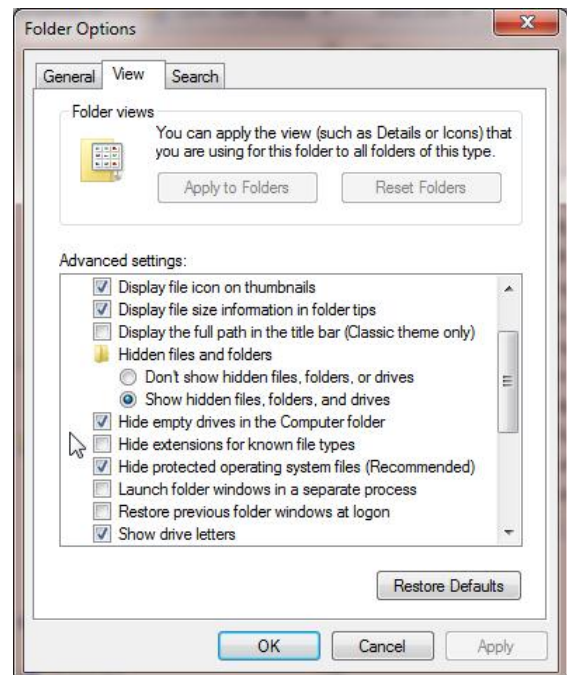 Folder Options
General
View
Search
Folder views
You can apply the view (such as Details or Icons) that
you are using for this folder to all folders of this type.
Apply to Folders
Reset Folders
Advanced settings:
Display file icon on thumbnails
Display file size information in folder tips
Display the full path in the title bar (Classic theme only)
Hidden files and folders
Don't show hidden files, folders, or drives
Show hidden files, folders, and drives
Hide empty drives in the Computer folder
Hide extensions for known file types
Hide protected operating system files (Recommended)
Launch folder windows in a separate process
Restore previous folder windows at logon
Show drive letters
Restore Defaults
OK
Cancel
Apply